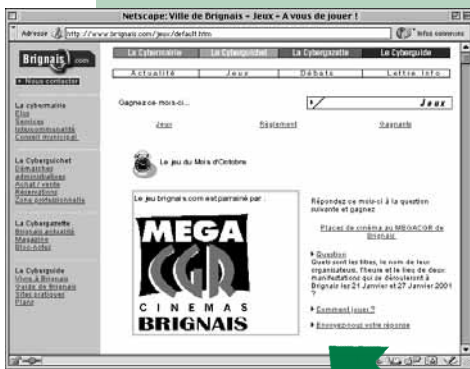 Netscape: Ville de Brignais - Jeux - A vous de jouer !
Adresse http://www.brignais.com/jeux/default.htm
Brignais.com
Nous contacter
La Cybermairie La Cyberguichet La Cybergazette Le Cyberguide
Actualité Jeux Débats Lettre Info.
La cybermairie
Elus
Services
Intercommunalité
Conseil municipal
Le Cyberguichet
Démarches
administratives
Achat / vente
Réservations
Zone professionnelle
La Cybergazette
Brignais actualité
Magazine
Bloc-notes
Le Cyberguide
Vivre à Brignais
Guide de Brignais
Sites pratiques
Plans
Gagnez ce mois-ci...
Jeux
Jeux Règlement Gagnants
Le jeu du Mois d'Octobre
Le jeu brignais.com est parrainé par :
MEGA
CGR
CINEMAS
BRIGNAIS
Répondez ce mois-ci à la question
suivante et gagnez
Places de cinéma au MEGACGR de
Brignais
Question
Quels sont les titres, le nom de leur
organisateur, l'heure et le lieu de deux
manifestations qui se dérouleront à
Brignais les 21 Janvier et 27 Janvier 2001
?
Comment jouer ?
Envoyez-nous votre réponse